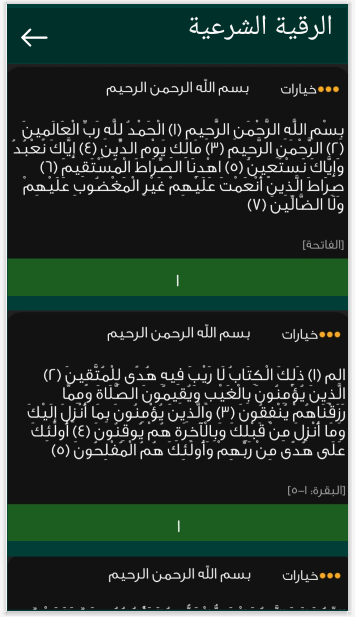 الرقية الشرعية
خيارات
بسم الله الرحمن الرحيم
بِسْمِ اللَّهِ الرَّحْمَنِ الرَّحِيمِ (١) الْحَمْدُ لِلَّهِ رَبِّ الْعَالَمِينَ
(٢) الرَّحْمَنِ الرَّحِيمِ (٣) مَالِكِ يَوْمِ الدِّينِ (٤) إِيَّاكَ نَعْبُدُ
وَإِيَّاكَ نَسْتَعِينُ (٥) اهْدِنَا الصِّرَاطَ الْمُسْتَقِيمَ (٦)
صِرَاطَ الَّذِينَ أَنْعَمْتَ عَلَيْهِمْ غَيْرِ الْمَغْضُوبِ عَلَيْهِمْ
وَلَا الضَّالِّينَ (٧)
[الفاتحة]
١
خيارات
بسم الله الرحمن الرحيم
الم (١) ذَلِكَ الْكِتَابُ لَا رَيْبَ فِيهِ هُدًى لِلْمُتَّقِينَ (٢)
الَّذِينَ يُؤْمِنُونَ بِالْغَيْبِ وَيُقِيمُونَ الصَّلَاةَ وَمِمَّا
رَزَقْنَاهُمْ يُنْفِقُونَ (٣) وَالَّذِينَ يُؤْمِنُونَ بِمَا أُنْزِلَ إِلَيْكَ
وَمَا أُنْزِلَ مِنْ قَبْلِكَ وَبِالْآخِرَةِ هُمْ يُوقِنُونَ (٤) أُولَئِكَ
عَلَى هُدًى مِنْ رَبِّهِمْ وَأُولَئِكَ هُمُ الْمُفْلِحُونَ (٥)
[البقرة: ١-٥]
١
خيارات
بسم الله الرحمن الرحيم